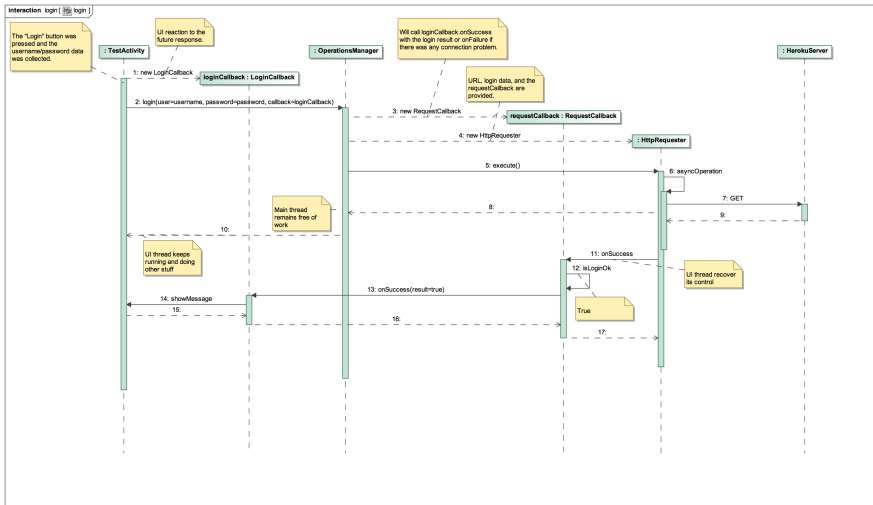 interaction login [ login ]
The "Login" button was
pressed and the
username/password data
was collected.
UI reaction to the
future response.
Will call loginCallback.onSuccess
with the login result or onFailure if
there was any connection problem.
: TestActivity
: OperationsManager
: HerokuServer
1: new LoginCallback
loginCallback : LoginCallback
URL, login data, and the
requestCallback are
provided.
2: login(user=username, password=password, callback=loginCallback)
3: new RequestCallback
requestCallback : RequestCallback
4: new HttpRequester
: HttpRequester
5: execute()
6: asyncOperation
7: GET
Main thread
remains free of
work
8:
9:
10:
UI thread keeps
running and doing
other stuff
11: onSuccess
12: isLoginOk
UI thread recover
its control
13: onSuccess(result=true)
14: showMessage
True
15:
16:
17: